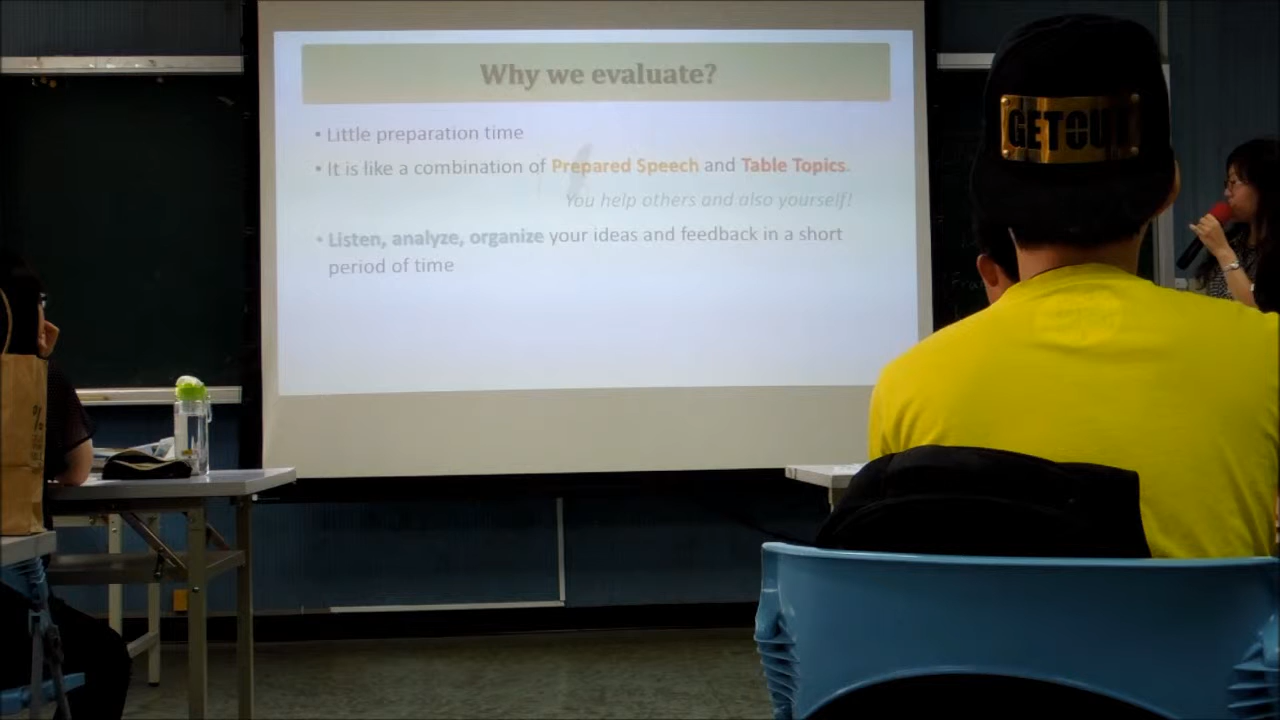 Why we evaluate?
• Little preparation time
• It is like a combination of Prepared Speech and Table Topics.
You help others and also yourself!
• Listen, analyze, organize your ideas and feedback in a short
period of time
GETOUT
%